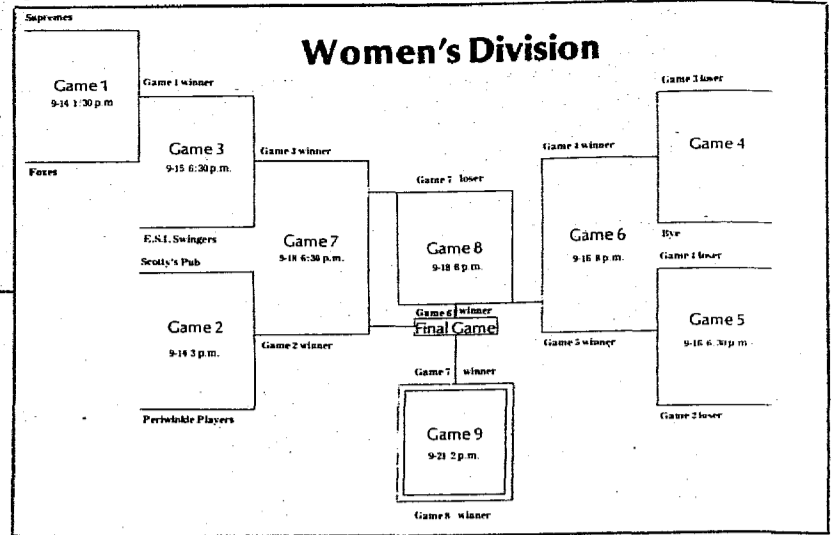 Supremes
Women's Division
Game 1
9-14 1:30 p.m
Foxes
Game 1 winner
Game 3
9-15 6:30 p.m.
E.S.I. Swingers
Scotty's Pub
Game 2
9-14 3 p.m.
Periwinkle Players
Game 3 winner
Game 7
9-18 6:30 p.m.
Game 2 winner
Game 7 loser
Game 8
9-18 8 p.m.
Game 6 winner
Final Game
Game 7 winner
Game 9
9-21 2 p.m.
Game 8 winner
Game 4 winner
Game 6
9-16 8 p.m.
Game 5 winner
Game 3 loser
Game 4
Bye
Game 1 loser
Game 5
9-16 6:30 p.m
Game 2 loser